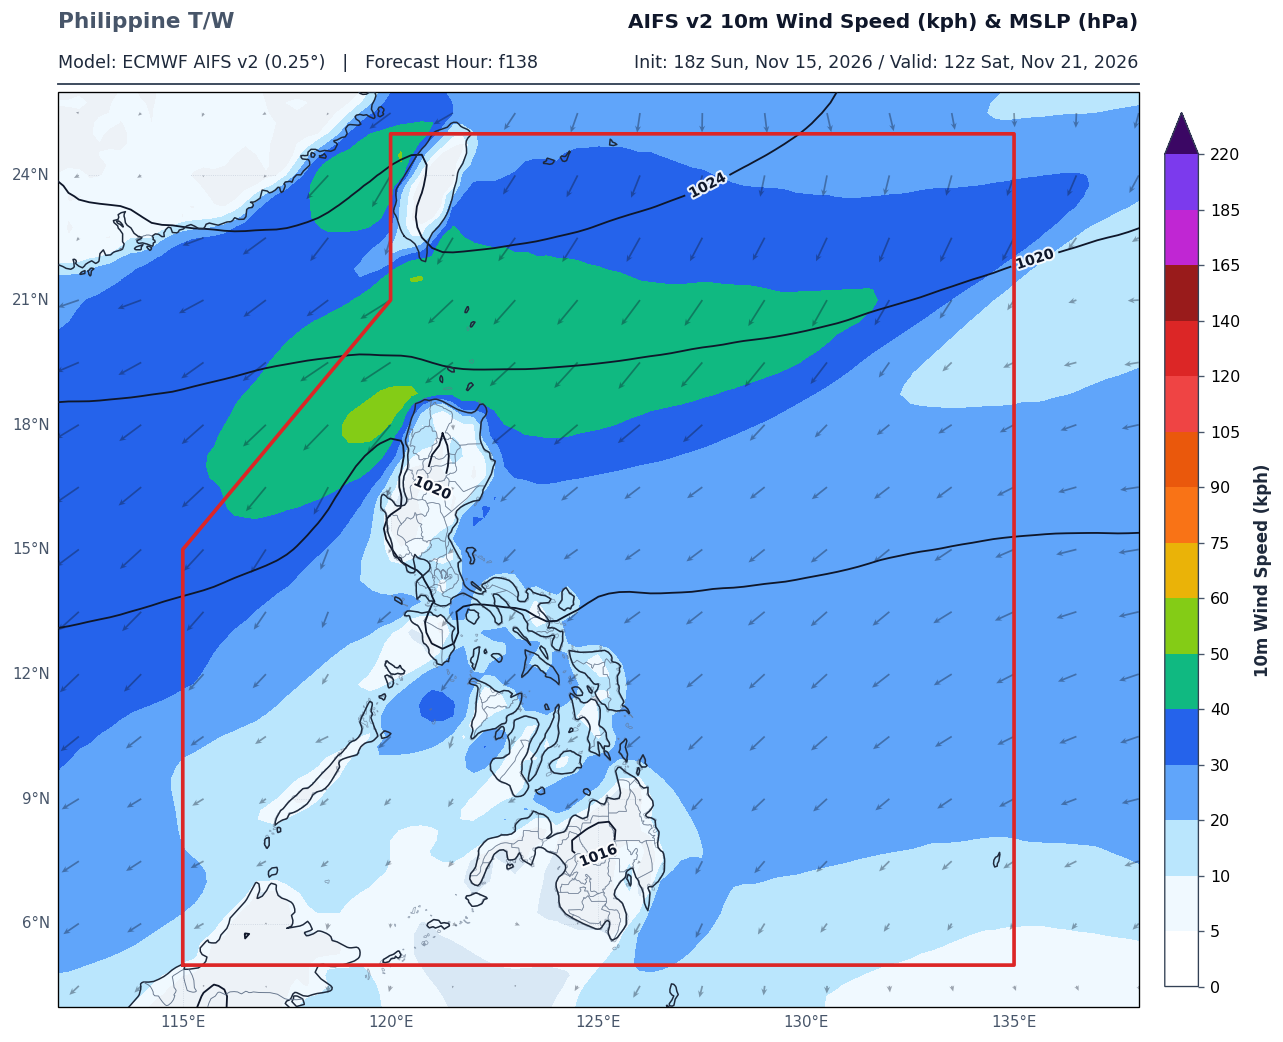 Philippine T/W
AIFS v2 10m Wind Speed (kph) & MSLP (hPa)
Model: ECMWF AIFS v2 (0.25°) | Forecast Hour: f138
Init: 18z Sun, Nov 15, 2026 / Valid: 12z Sat, Nov 21, 2026
24°N
21°N
18°N
15°N
12°N
9°N
6°N
115°E
120°E
125°E
130°E
135°E
1024
1020
1020
1016
220
185
165
140
120
105
90
75
60
50
40
30
20
10
5
0
10m Wind Speed (kph)